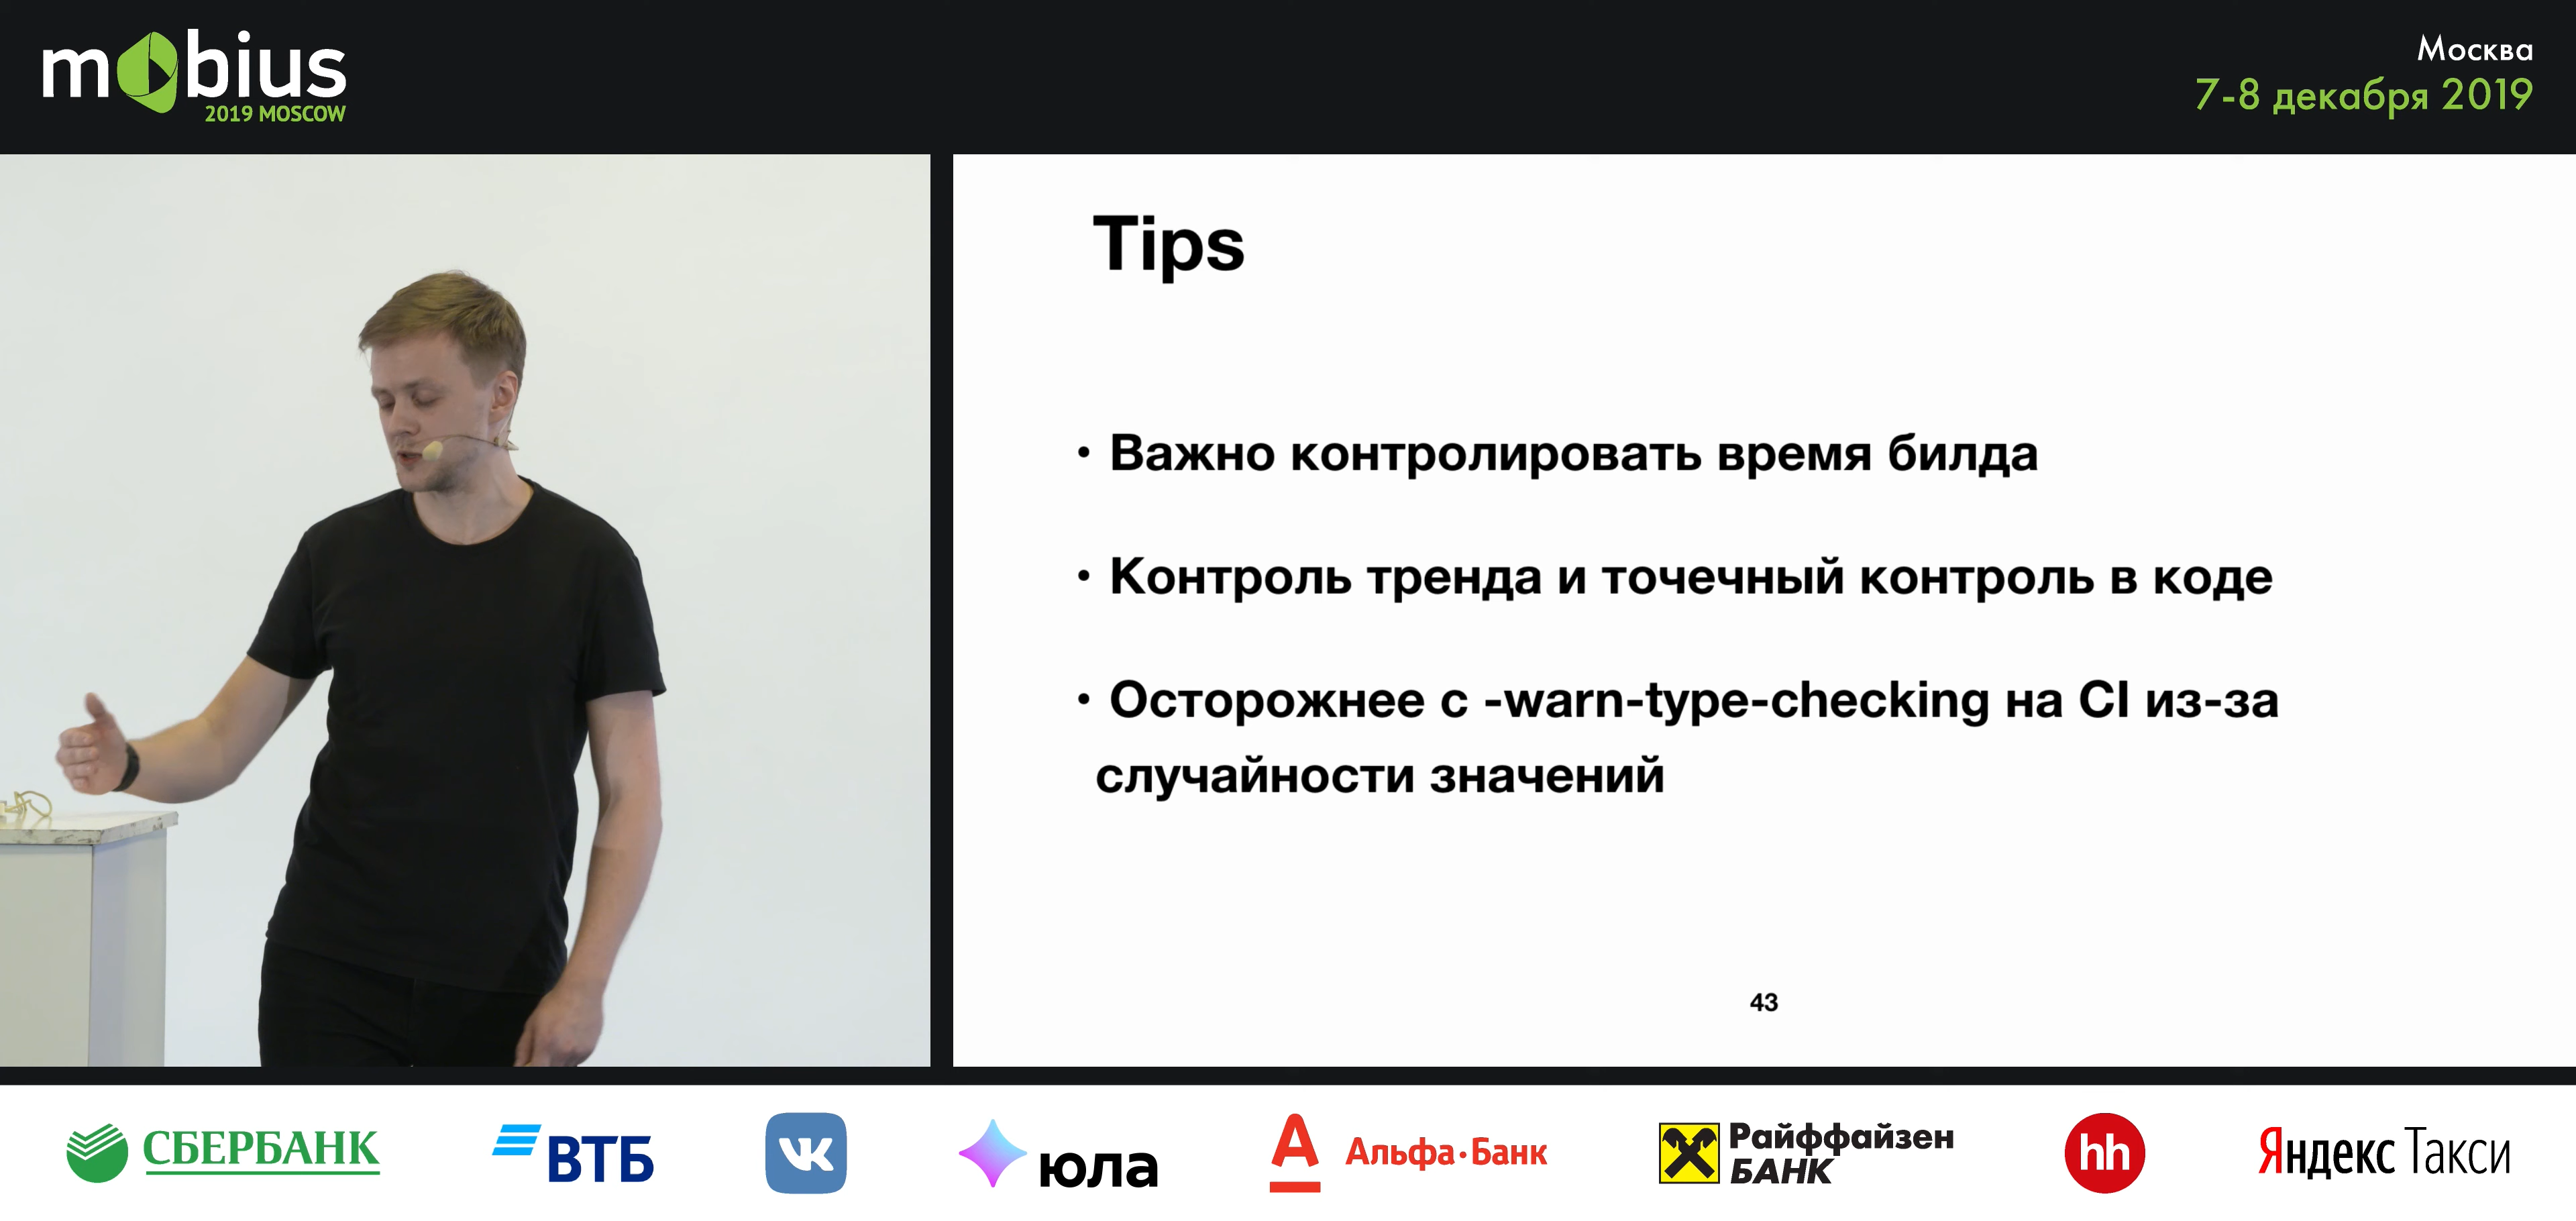 mobius
2019 MOSCOW
Москва
7-8 декабря 2019
Tips
• Важно контролировать время билда
• Контроль тренда и точечный контроль в коде
• Осторожнее с -warn-type-checking на CI из-за
случайности значений
43
СБЕРБАНК
ВТБ
VK
юла
А
Альфа·Банк
Райффайзен
БАНК
hh
Яндекс Такси